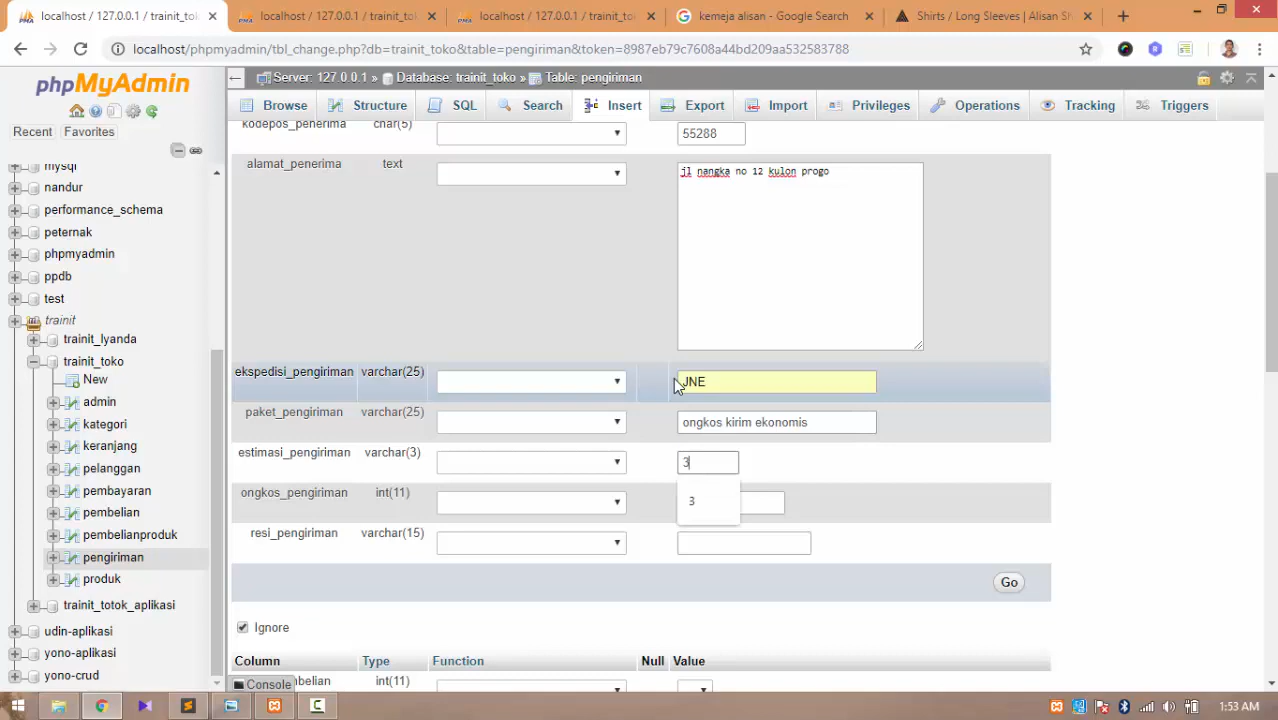 localhost / 127.0.0.1 / trainit_to
localhost / 127.0.0.1 / trainit_to
localhost / 127.0.0.1 / trainit_to
kemeja alisan - Google Search
Shirts / Long Sleeves | Alisan Sh
localhost/phpmyadmin/tbl_change.php?db=trainit_toko&table=pengiriman&token=8987eb79c7608a44bd209aa532583788
phpMyAdmin
Recent Favorites
mysql
nandur
performance_schema
peternak
phpmyadmin
ppdb
test
trainit
trainit_lyanda
trainit_toko
New
admin
kategori
keranjang
pelanggan
pembayaran
pembelian
pembelianproduk
pengiriman
produk
trainit_totok_aplikasi
udin-aplikasi
yono-aplikasi
yono-crud
Server: 127.0.0.1 » Database: trainit_toko » Table: pengiriman
Browse Structure SQL Search Insert Export Import Privileges Operations Tracking Triggers
kodepos_penerima char(5) 55288
alamat_penerima text jl nangka no 12 kulon progo
ekspedisi_pengiriman varchar(25) JNE
paket_pengiriman varchar(25) ongkos kirim ekonomis
estimasi_pengiriman varchar(3) 3
3
ongkos_pengiriman int(11)
resi_pengiriman varchar(15)
Go
Ignore
Column Type Function Null Value
int(11)
Console
1:53 AM